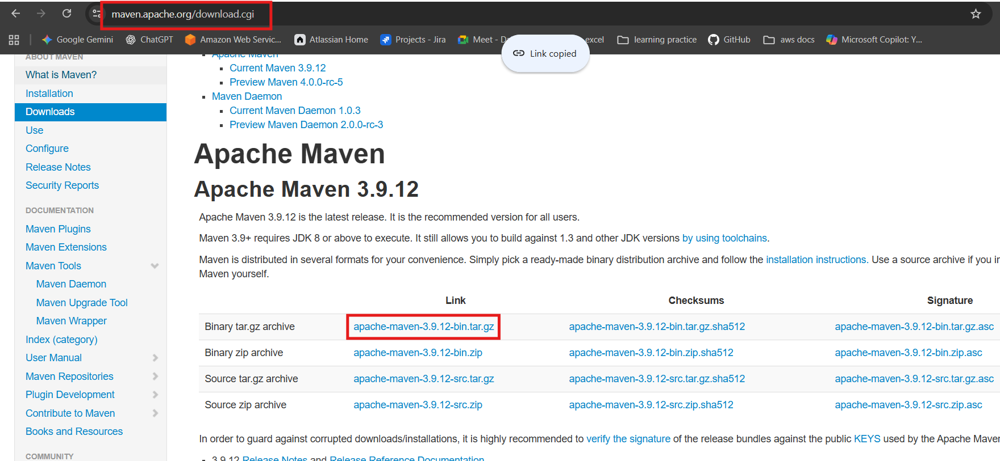 maven.apache.org/download.cgi
Google Gemini ChatGPT Amazon Web Servic... Atlassian Home Projects - Jira Meet - D excel learning practice GitHub aws docs Microsoft Copilot: Y...
Link copied
ABOUT MAVEN
What is Maven?
Installation
Downloads
Use
Configure
Release Notes
Security Reports
DOCUMENTATION
Maven Plugins
Maven Extensions
Maven Tools
Maven Daemon
Maven Upgrade Tool
Maven Wrapper
Index (category)
User Manual
Maven Repositories
Plugin Development
Contribute to Maven
Books and Resources
COMMUNITY
Apache Maven
Current Maven 3.9.12
Preview Maven 4.0.0-rc-5
Maven Daemon
Current Maven Daemon 1.0.3
Preview Maven Daemon 2.0.0-rc-3
Apache Maven
Apache Maven 3.9.12
Apache Maven 3.9.12 is the latest release. It is the recommended version for all users.
Maven 3.9+ requires JDK 8 or above to execute. It still allows you to build against 1.3 and other JDK versions by using toolchains.
Maven is distributed in several formats for your convenience. Simply pick a ready-made binary distribution archive and follow the installation instructions. Use a source archive if you
Maven yourself.
Link Checksums Signature
Binary tar.gz archive apache-maven-3.9.12-bin.tar.gz apache-maven-3.9.12-bin.tar.gz.sha512 apache-maven-3.9.12-bin.tar.gz.asc
Binary zip archive apache-maven-3.9.12-bin.zip apache-maven-3.9.12-bin.zip.sha512 apache-maven-3.9.12-bin.zip.asc
Source tar.gz archive apache-maven-3.9.12-src.tar.gz apache-maven-3.9.12-src.tar.gz.sha512 apache-maven-3.9.12-src.tar.gz.asc
Source zip archive apache-maven-3.9.12-src.zip apache-maven-3.9.12-src.zip.sha512 apache-maven-3.9.12-src.zip.asc
In order to guard against corrupted downloads/installations, it is highly recommended to verify the signature of the release bundles against the public KEYS used by the Apache Maven
3.9.12 Release Notes and Release Reference Documentation